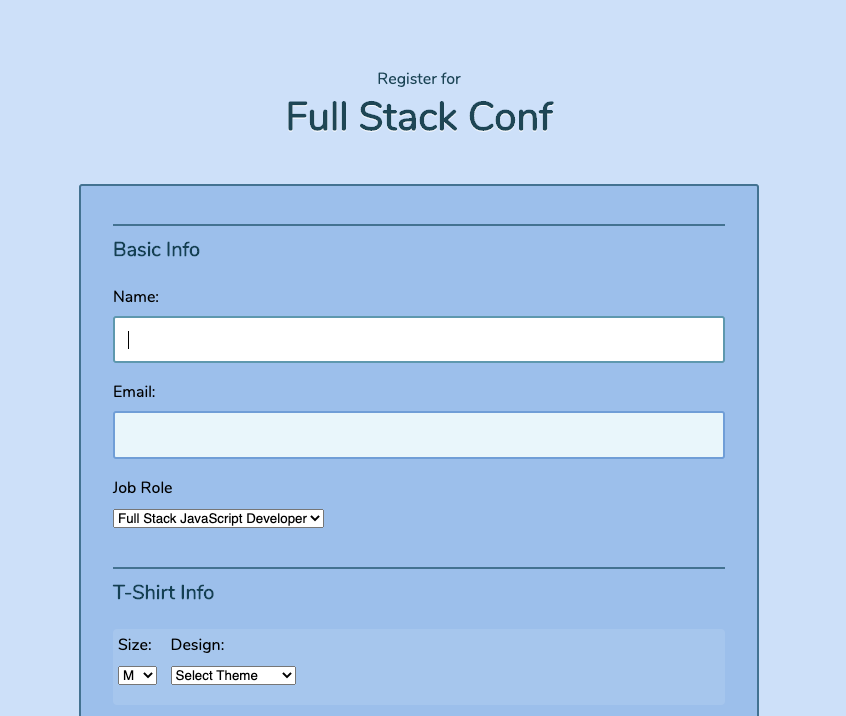 Register for
Full Stack Conf
Basic Info
Name:
Email:
Job Role
Full Stack JavaScript Developer
T-Shirt Info
Size: Design:
M Select Theme